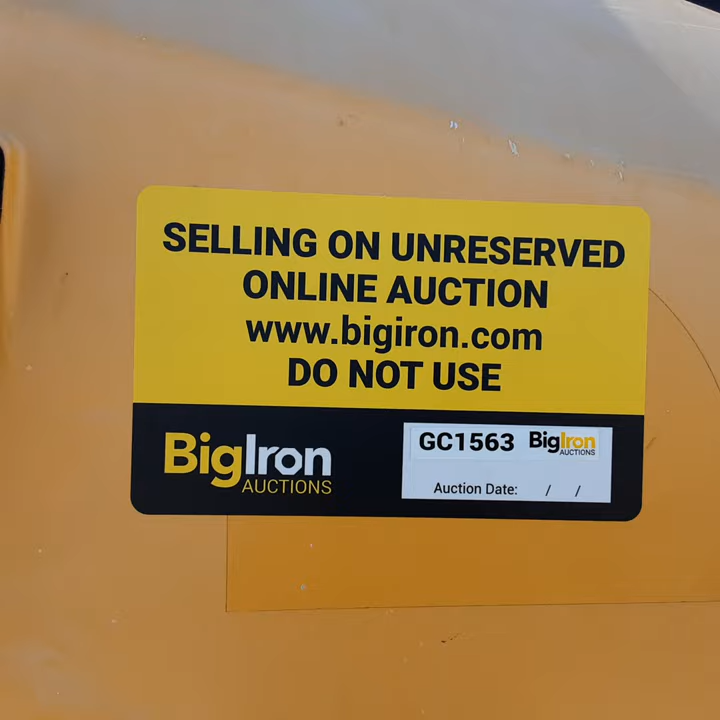 SELLING ON UNRESERVED
ONLINE AUCTION
www.bigiron.com
DO NOT USE
BigIron
AUCTIONS
GC1563 BigIron
AUCTIONS
Auction Date: / /